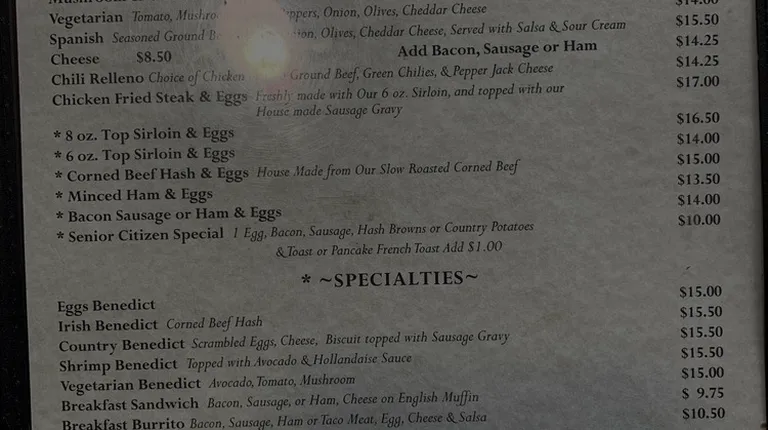 Vegetarian Tomato, Onion, Olives, Cheddar Cheese $14.00
Spanish Seasoned Ground Olives, Cheddar Cheese, Served with Salsa & Sour Cream $15.50
Cheese $8.50 Add Bacon, Sausage or Ham $14.25
Chili Relleno Choice of Chicken Ground Beef, Green Chilies, & Pepper Jack Cheese $14.25
Chicken Fried Steak & Eggs Freshly made with Our 6 oz. Sirloin, and topped with our $17.00
House made Sausage Gravy
* 8 oz. Top Sirloin & Eggs $16.50
* 6 oz. Top Sirloin & Eggs $14.00
* Corned Beef Hash & Eggs House Made from Our Slow Roasted Corned Beef $15.00
* Minced Ham & Eggs $13.50
* Bacon Sausage or Ham & Eggs $14.00
* Senior Citizen Special 1 Egg, Bacon, Sausage, Hash Browns or Country Potatoes $10.00
& Toast or Pancake French Toast Add $1.00
* ~SPECIALTIES~
Eggs Benedict $15.00
Irish Benedict Corned Beef Hash $15.50
Country Benedict Scrambled Eggs, Cheese, Biscuit topped with Sausage Gravy $15.50
Shrimp Benedict Topped with Avocado & Hollandaise Sauce $15.50
Vegetarian Benedict Avocado, Tomato, Mushroom $15.00
Breakfast Sandwich Bacon, Sausage, or Ham, Cheese on English Muffin $ 9.75
Breakfast Burrito Bacon, Sausage, Ham or Taco Meat, Egg, Cheese & Salsa $10.50